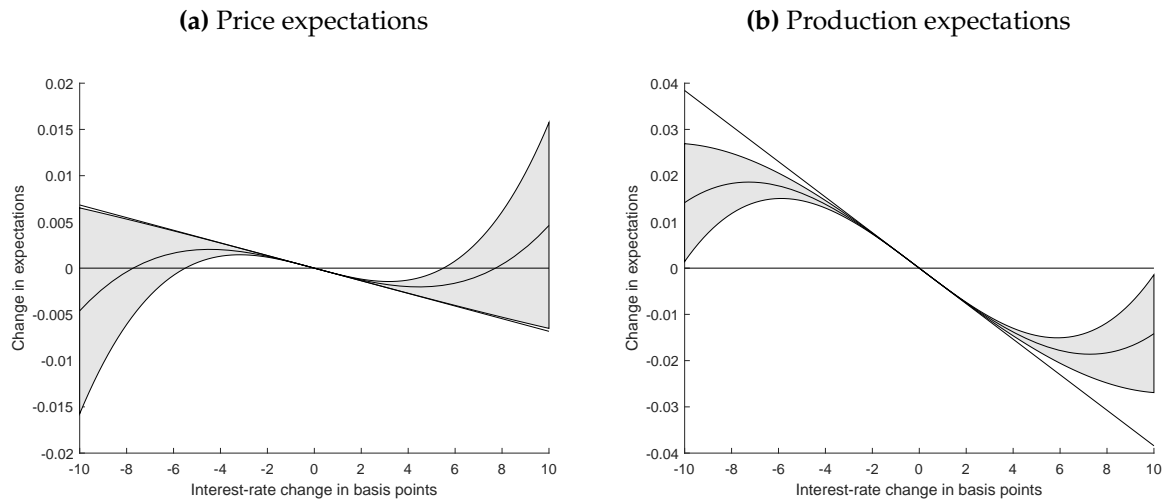 (a) Price expectations
0.02
0.015
0.01
0.005
0
-0.005
-0.01
-0.015
-0.02
Change in expectations
-10 -8 -6 -4 -2 0 2 4 6 8 10
Interest-rate change in basis points
(b) Production expectations
0.04
0.03
0.02
0.01
0
-0.01
-0.02
-0.03
-0.04
Change in expectations
-10 -8 -6 -4 -2 0 2 4 6 8 10
Interest-rate change in basis points